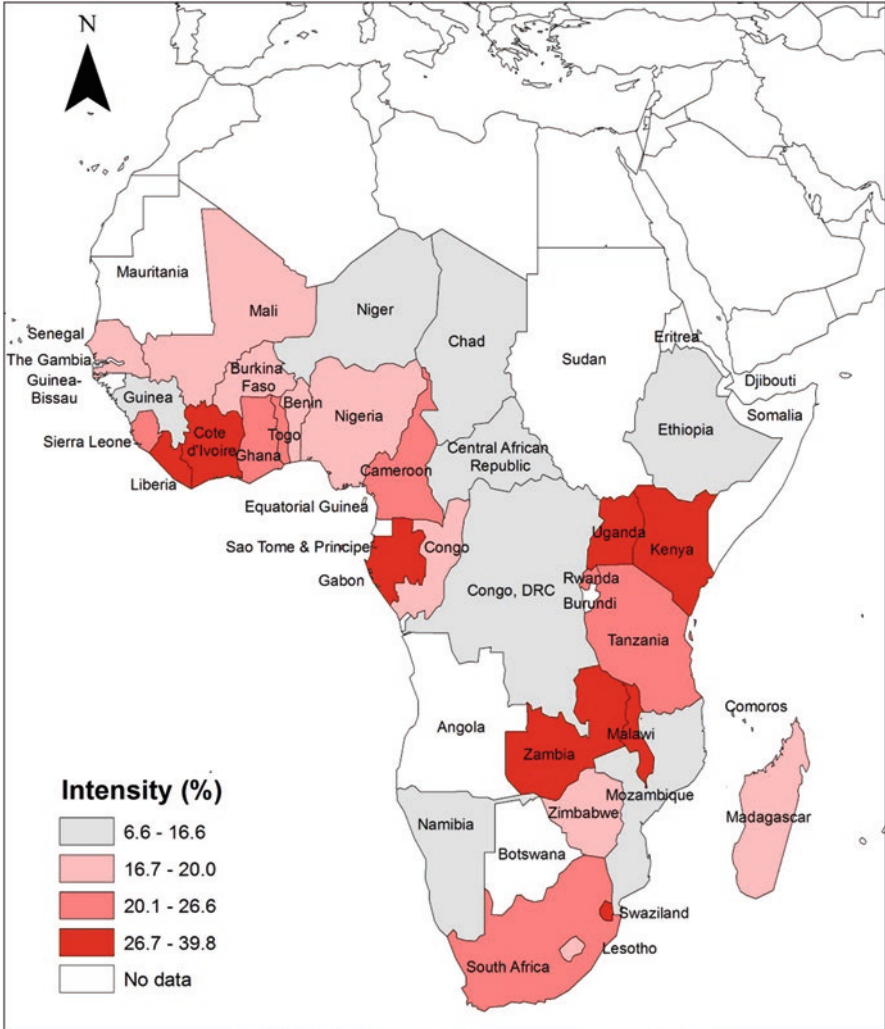 N
Mauritania
Mali
Niger
Chad
Sudan
Eritrea
Senegal
The Gambia
Guinea-
Bissau
Burkina
Faso
Djibouti
Guinea
Benin
Nigeria
Somalia
Ethiopia
Sierra Leone
Cote
d'Ivoire
Togo
Ghana
Central African
Republic
Cameroon
Liberia
Equatorial Guinea
Uganda
Kenya
Sao Tome & Principe
Congo
Gabon
Rwanda
Congo, DRC
Burundi
Tanzania
Comoros
Angola
Malawi
Zambia
Mozambique
Zimbabwe
Madagascar
Namibia
Botswana
Swaziland
Lesotho
South Africa
Intensity (%)
6.6 - 16.6
16.7 - 20.0
20.1 - 26.6
26.7 - 39.8
No data